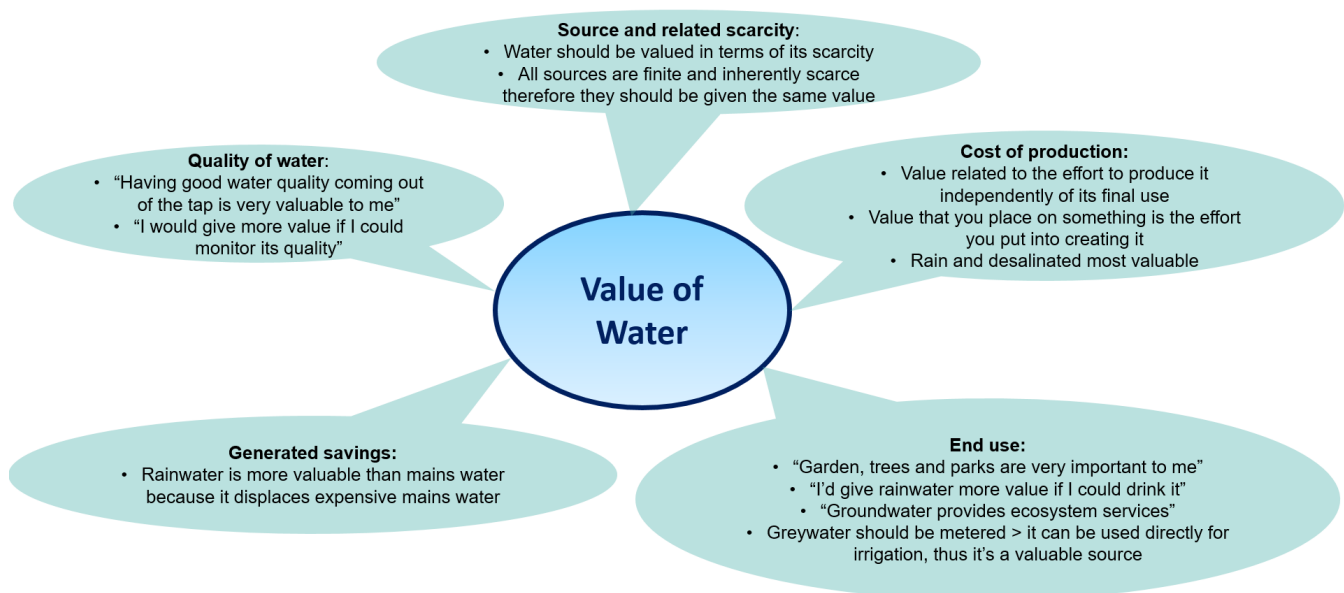 Source and related scarcity:
• Water should be valued in terms of its scarcity
• All sources are finite and inherently scarce
therefore they should be given the same value
Quality of water:
• “Having good water quality coming out
of the tap is very valuable to me”
• “I would give more value if I could
monitor its quality”
Cost of production:
• Value related to the effort to produce it
independently of its final use
• Value that you place on something is the effort
you put into creating it
• Rain and desalinated most valuable
Value of
Water
Generated savings:
• Rainwater is more valuable than mains water
because it displaces expensive mains water
End use:
• “Garden, trees and parks are very important to me”
• “I’d give rainwater more value if I could drink it”
• “Groundwater provides ecosystem services”
• Greywater should be metered > it can be used directly for
irrigation, thus it’s a valuable source